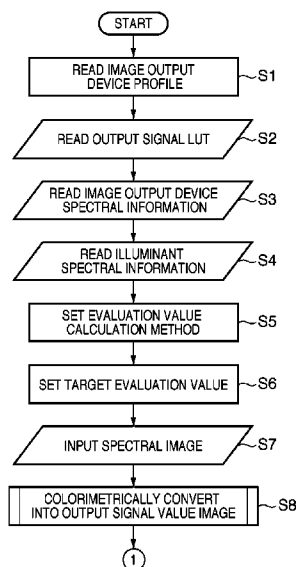 START
READ IMAGE OUTPUT
DEVICE PROFILE
S1
READ OUTPUT SIGNAL LUT
S2
READ IMAGE OUTPUT DEVICE
SPECTRAL INFORMATION
S3
READ ILLUMINANT
SPECTRAL INFORMATION
S4
SET EVALUATION VALUE
CALCULATION METHOD
S5
SET TARGET EVALUATION VALUE
S6
INPUT SPECTRAL IMAGE
S7
COLORIMETRICALLY CONVERT
INTO OUTPUT SIGNAL VALUE IMAGE
S8
1